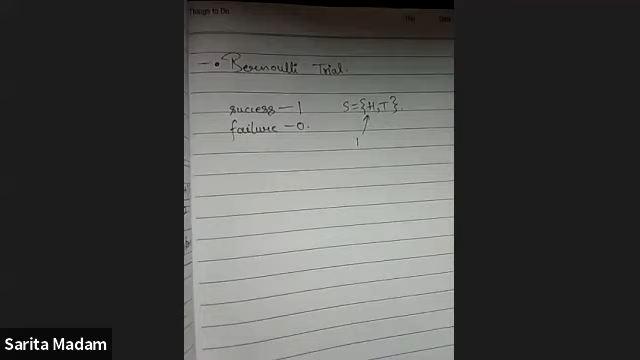 Things to Do
- • Bernoulli Trial.
success - 1 S = {H, T}.
failure - 0.
1
Sarita Madam